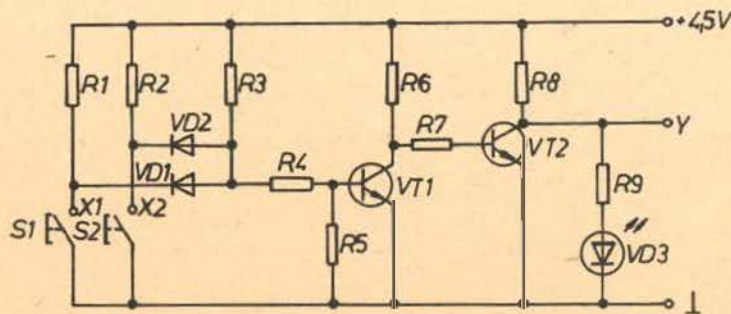 +4,5V
R1
R2
R3
R6
R8
VD2
R7
Y
VD1
R4
VT2
VT1
R9
X1
X2
S1
S2
R5
VD3
⊥